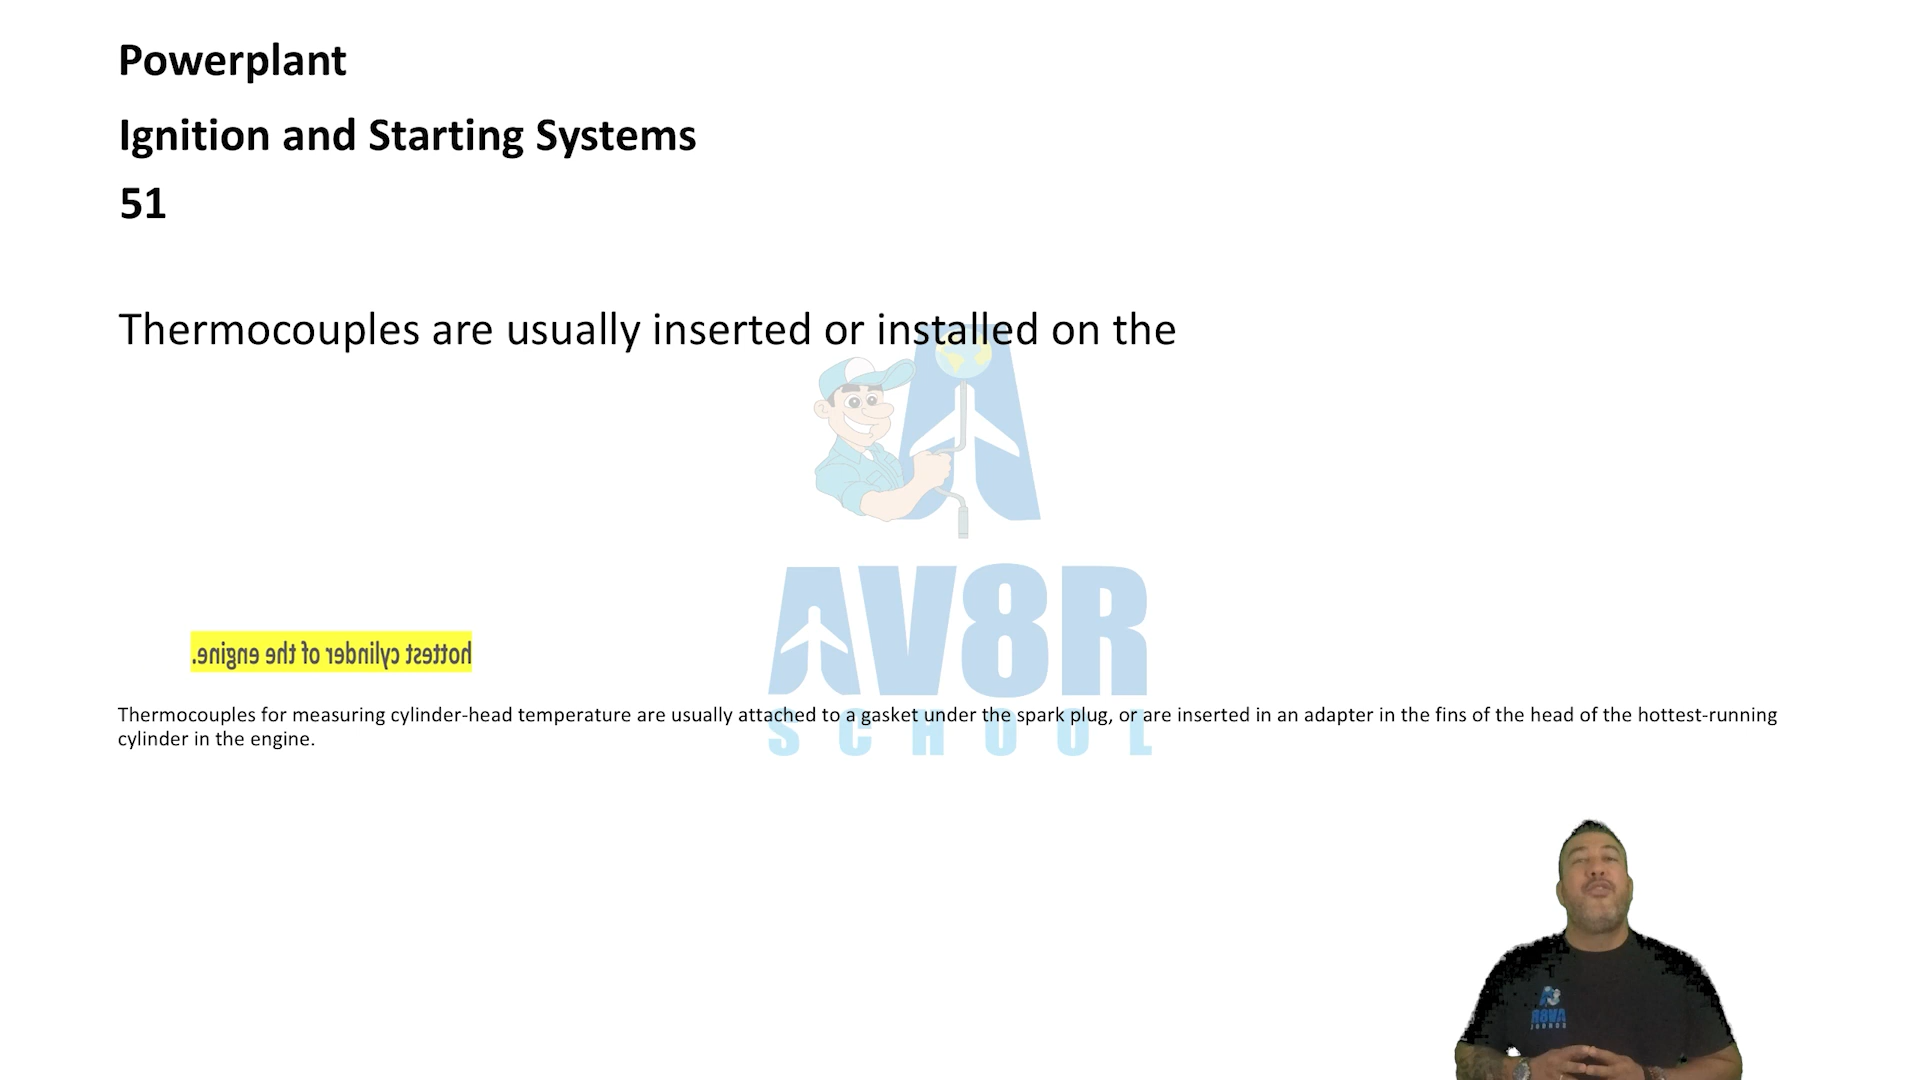 Powerplant
Ignition and Starting Systems
51
Thermocouples are usually inserted or installed on the
hottest cylinder of the engine.
Thermocouples for measuring cylinder-head temperature are usually attached to a gasket under the spark plug, or are inserted in an adapter in the fins of the head of the hottest-running
cylinder in the engine.
AV8R
SCHOOL
AV8R
SCHOOL